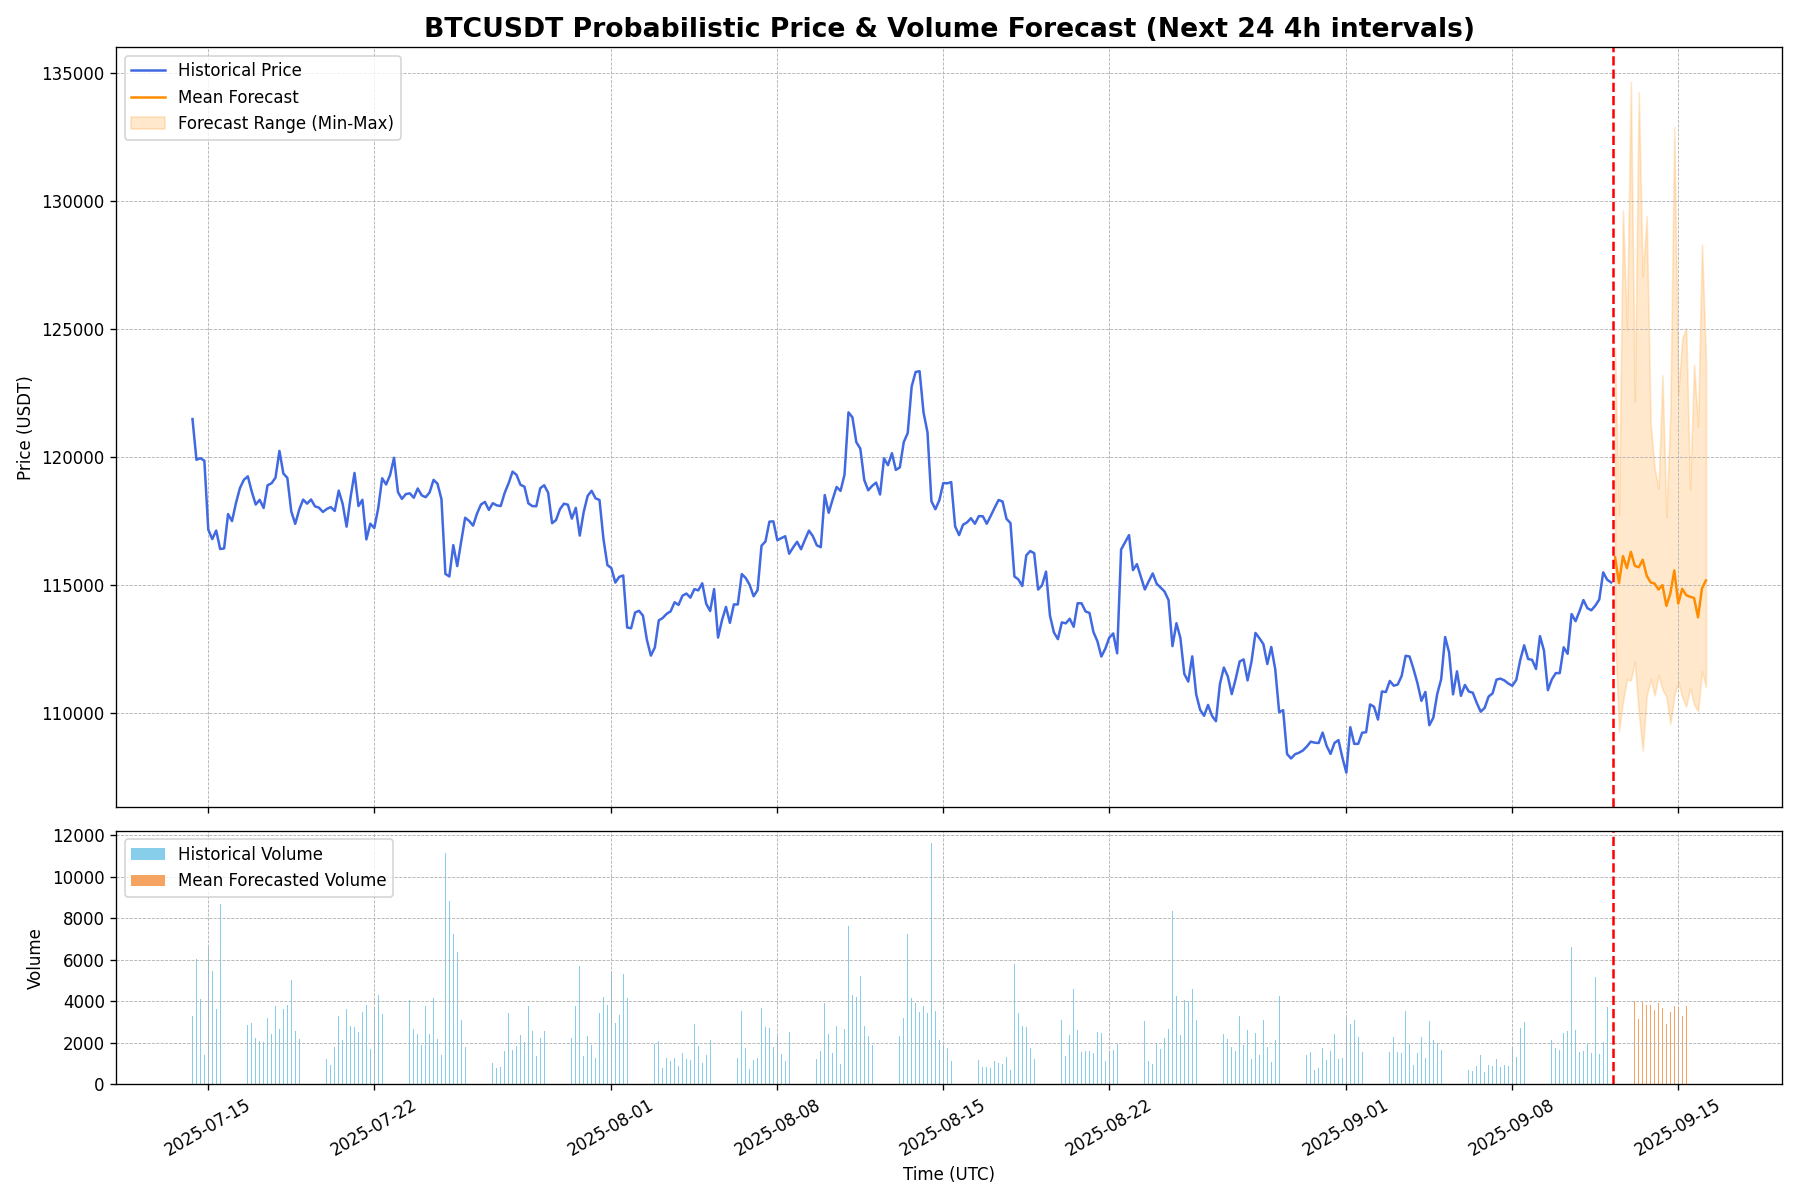 BTCUSDT Probabilistic Price & Volume Forecast (Next 24 4h intervals)
Historical Price
Mean Forecast
Forecast Range (Min-Max)
135000
130000
125000
120000
115000
110000
Price (USDT)
Historical Volume
Mean Forecasted Volume
12000
10000
8000
6000
4000
2000
0
Volume
2025-07-15
2025-07-22
2025-08-01
2025-08-08
2025-08-15
2025-08-22
2025-09-01
2025-09-08
2025-09-15
Time (UTC)